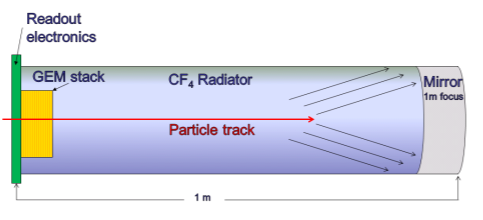 Readout
electronics
GEM stack
CF4 Radiator
Mirror
1m focus
Particle track
1 m